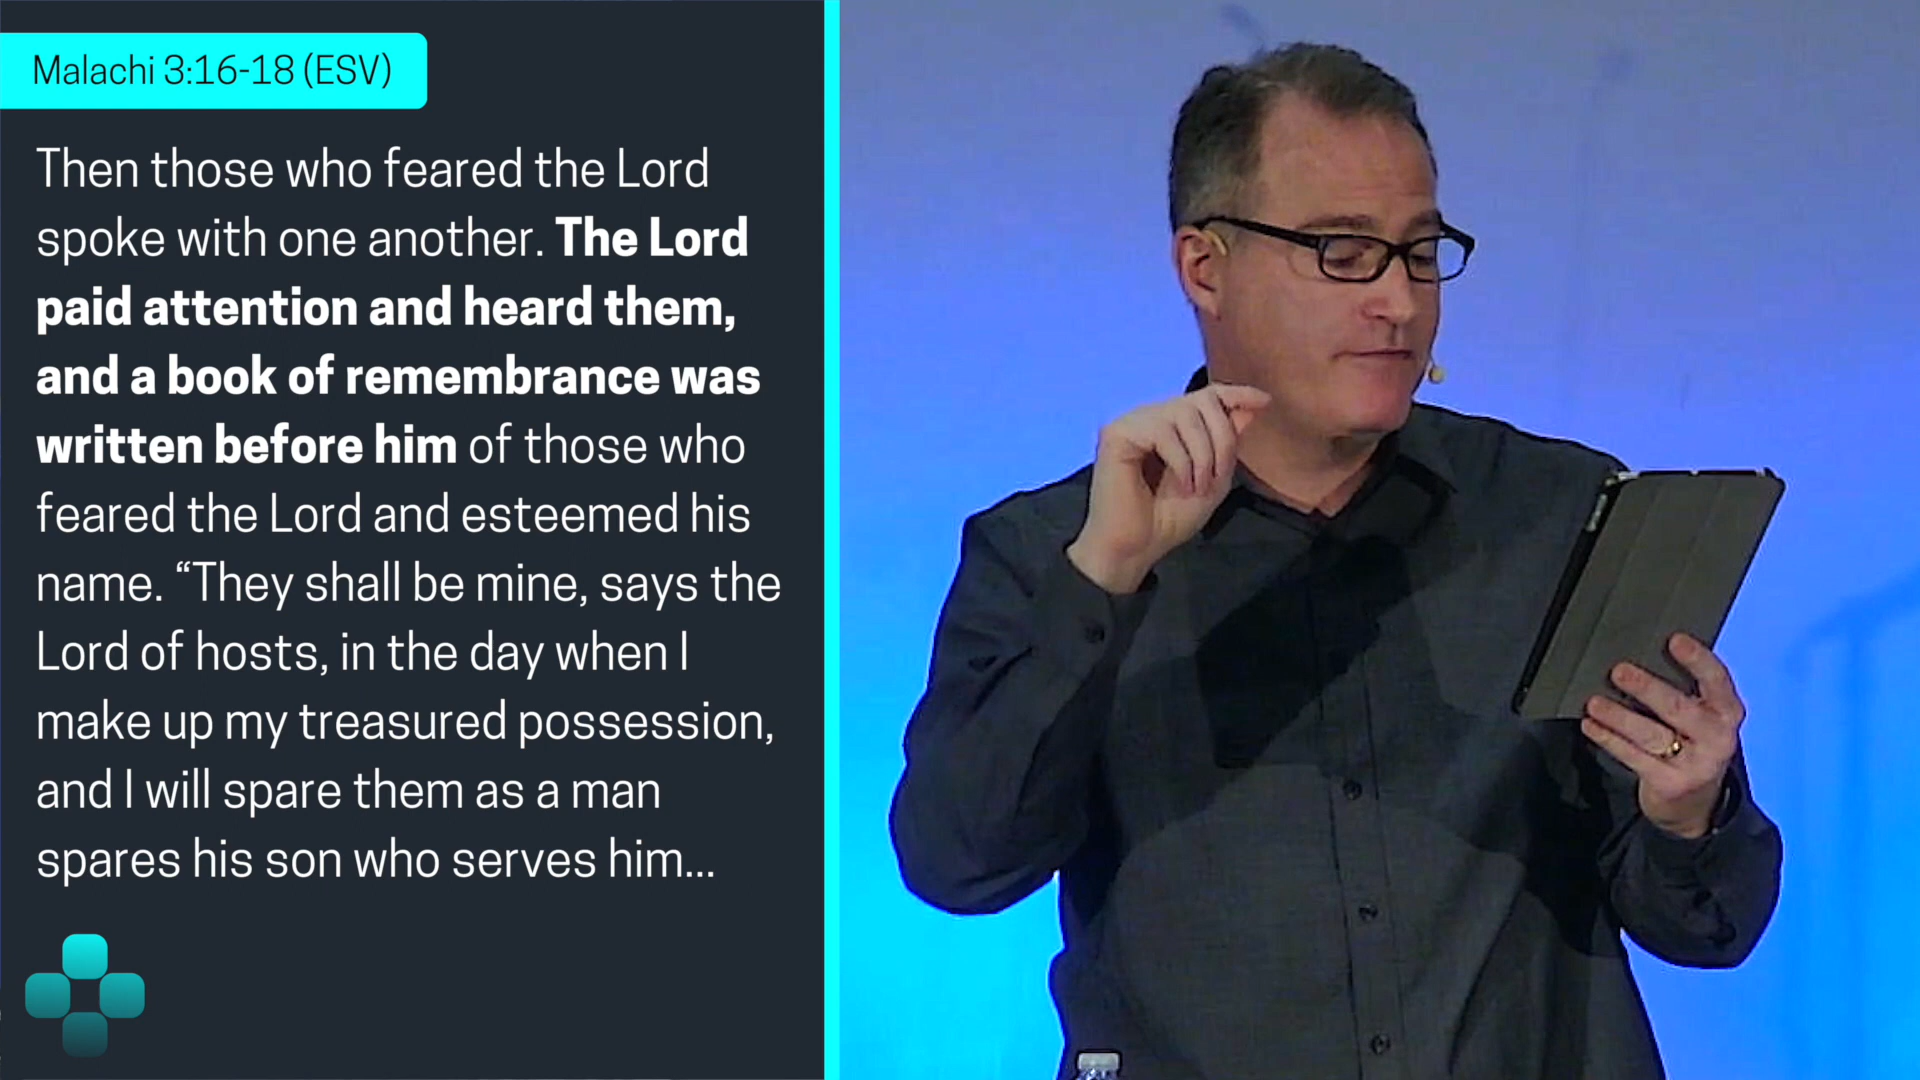 Malachi 3:16-18 (ESV)
Then those who feared the Lord
spoke with one another. The Lord
paid attention and heard them,
and a book of remembrance was
written before him of those who
feared the Lord and esteemed his
name. “They shall be mine, says the
Lord of hosts, in the day when I
make up my treasured possession,
and I will spare them as a man
spares his son who serves him...